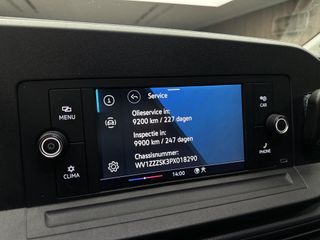 Service
MENU
CAR
Olieservice in:
9200 km / 227 dagen
Inspectie in:
9900 km / 247 dagen
Chassisnummer:
WV1ZZZSK3PX018290
CLIMA
PHONE
14:00